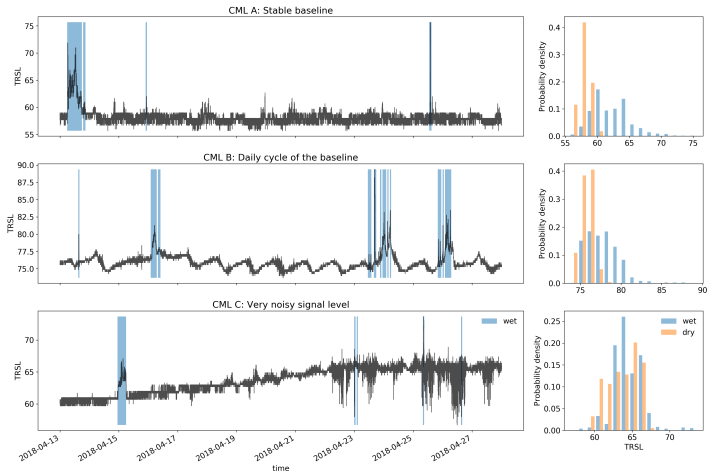 CML A: Stable baseline
TRSL
75
70
65
60
55
Probability density
0.4
0.3
0.2
0.1
0.0
55 60 65 70 75
CML B: Daily cycle of the baseline
TRSL
90.0
87.5
85.0
82.5
80.0
77.5
75.0
Probability density
0.4
0.3
0.2
0.1
0.0
75 80 85 90
CML C: Very noisy signal level
wet
TRSL
70
65
60
2018-04-13 2018-04-15 2018-04-17 2018-04-19 2018-04-21 2018-04-23 2018-04-25 2018-04-27
time
wet
dry
Probability density
0.25
0.20
0.15
0.10
0.05
0.00
60 65 70
TRSL